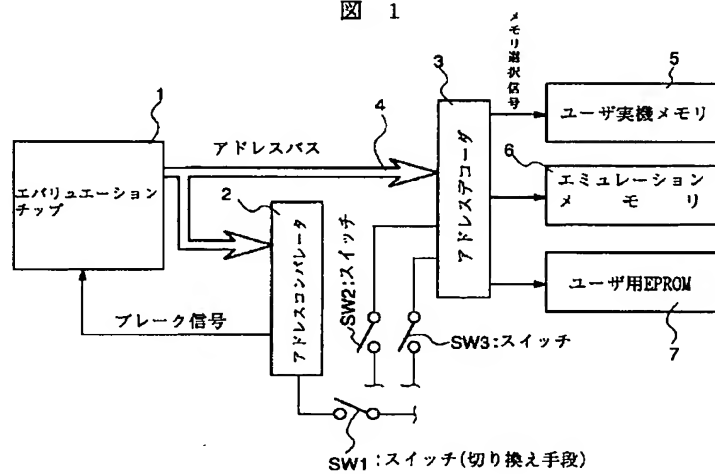 図 1
メモリ選択信号
3
5
1
ユーザ実機メモリ
アドレスバス
4
6
エバリュエーション
チップ
2
アドレスデコーダ
エミュレーション
メモリ
アドレスコンパレータ
SW2:スイッチ
ユーザ用EPROM
ブレーク信号
SW3:スイッチ
7
SW1:スイッチ(切り換え手段)